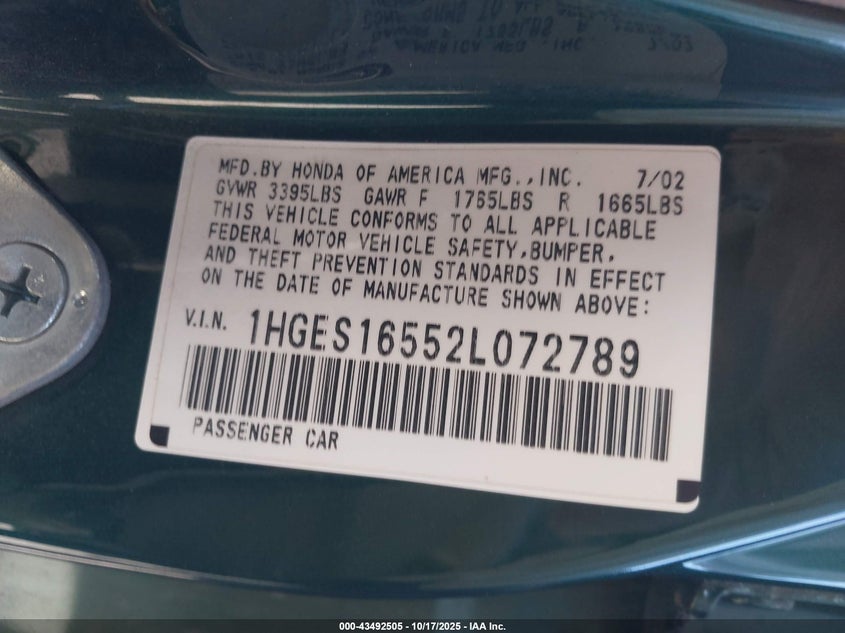 MFD.BY HONDA OF AMERICA MFG.,INC. 7/02
GVWR 3395LBS GAWR F 1765LBS R 1665LBS
THIS VEHICLE CONFORMS TO ALL APPLICABLE
FEDERAL MOTOR VEHICLE SAFETY,BUMPER,
AND THEFT PREVENTION STANDARDS IN EFFECT
ON THE DATE OF MANUFACTURE SHOWN ABOVE:
V.I.N. 1HGES16552L072789
PASSENGER CAR
000-43492505 - 10/17/2025 - IAA Inc.